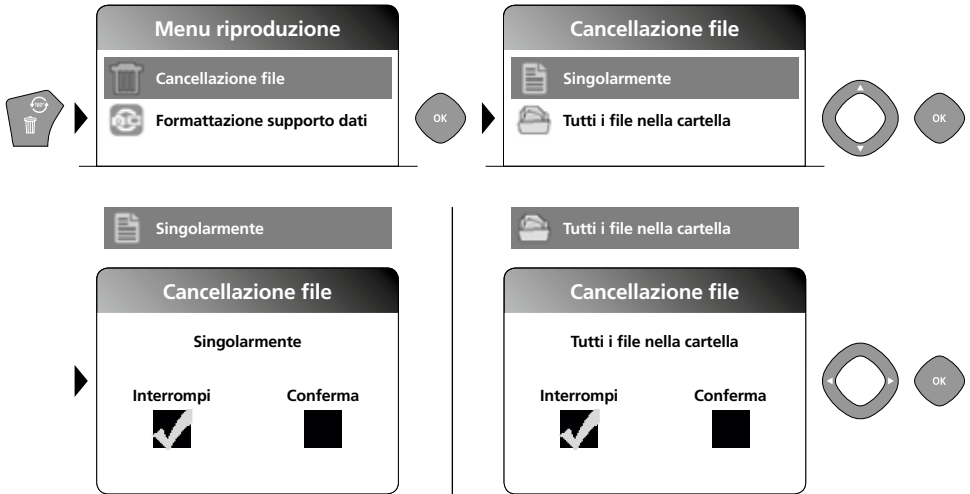 Menu riproduzione
Cancellazione file
Formattazione supporto dati
180°
OK
Cancellazione file
Singolarmente
Tutti i file nella cartella
OK
Singolarmente
Cancellazione file
Singolarmente
Interrompi Conferma
Tutti i file nella cartella
Cancellazione file
Tutti i file nella cartella
Interrompi Conferma
OK